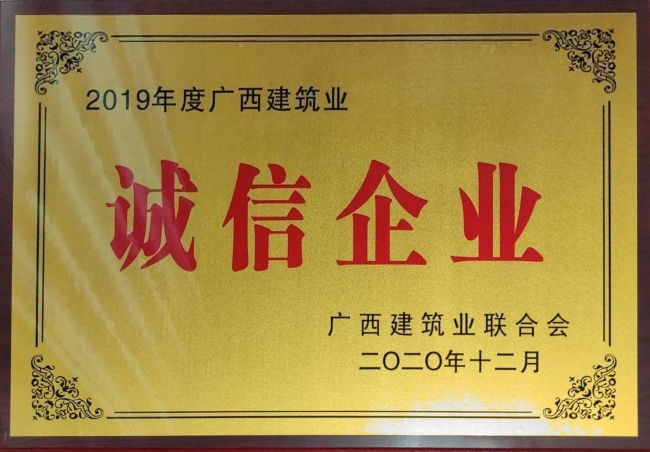 2019年度广西建筑业
诚信企业
广西建筑业联合会
二〇二〇年十二月